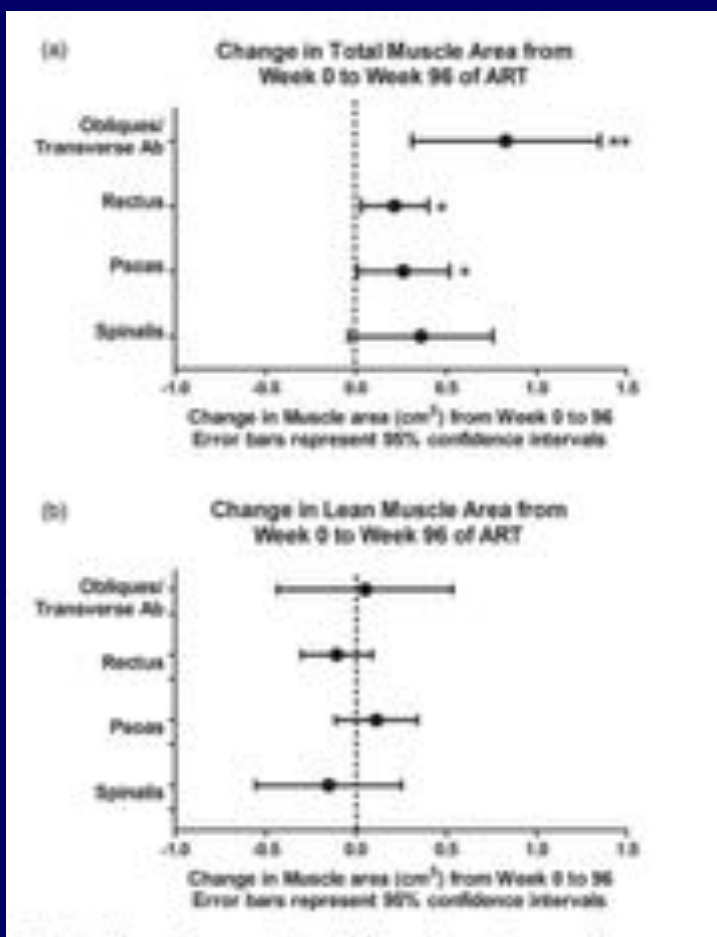 (a)
Change in Total Muscle Area from
Week 0 to Week 96 of ART
Obliques/
Transverse Ab
**
Rectus
*
Psoas
*
Spinalis
-1.0 -0.5 0.0 0.5 1.0 1.5
Change in Muscle area (cm²) from Week 0 to 96
Error bars represent 95% confidence intervals
(b)
Change in Lean Muscle Area from
Week 0 to Week 96 of ART
Obliques/
Transverse Ab
Rectus
Psoas
Spinalis
-1.0 -0.5 0.0 0.5 1.0 1.5
Change in Muscle area (cm²) from Week 0 to 96
Error bars represent 95% confidence intervals